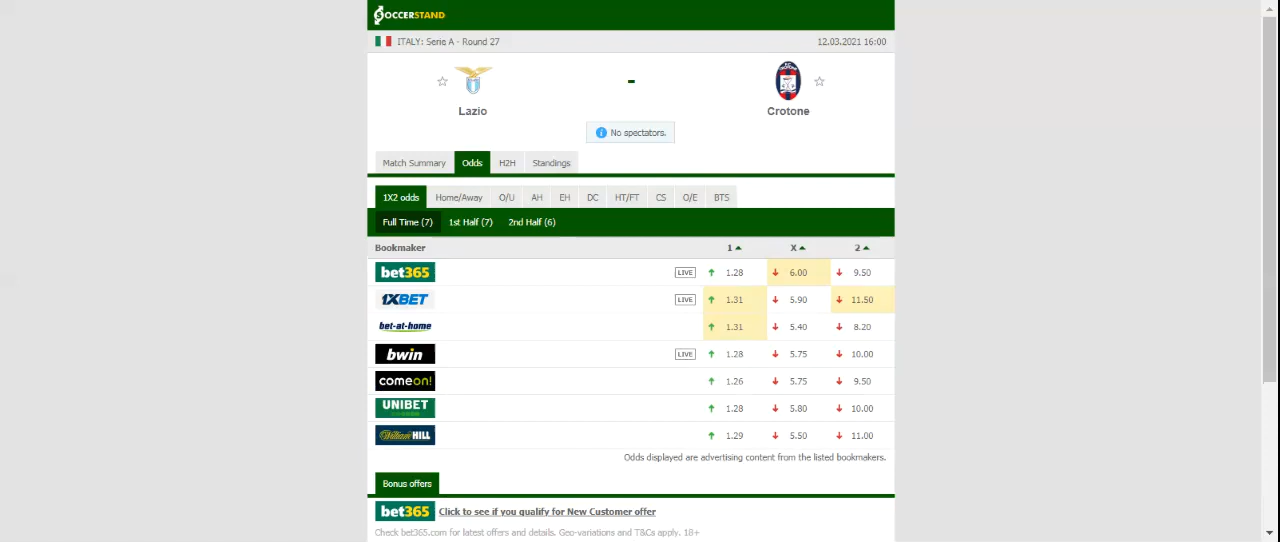 SOCCERSTAND
ITALY: Serie A - Round 27 12.03.2021 16:00
-
Lazio Crotone
No spectators.
Match Summary Odds H2H Standings
1X2 odds Home/Away O/U AH EH DC HT/FT CS O/E BTS
Full Time (7) 1st Half (7) 2nd Half (6)
Bookmaker 1 X 2
bet365 LIVE 1.28 6.00 9.50
1XBET LIVE 1.31 5.90 11.50
bet-at-home 1.31 5.40 8.20
bwin LIVE 1.28 5.75 10.00
comeon! 1.26 5.75 9.50
UNIBET 1.28 5.80 10.00
William HILL 1.29 5.50 11.00
Odds displayed are advertising content from the listed bookmakers.
Bonus offers
bet365 Click to see if you qualify for New Customer offer
Check bet365.com for latest offers and details. Geo-variations and T&Cs apply. 18+